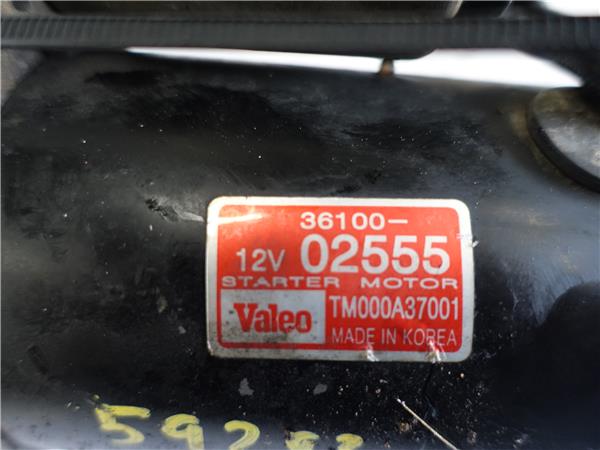 36100-
12V 02555
STARTER MOTOR
Valeo TM000A37001
MADE IN KOREA